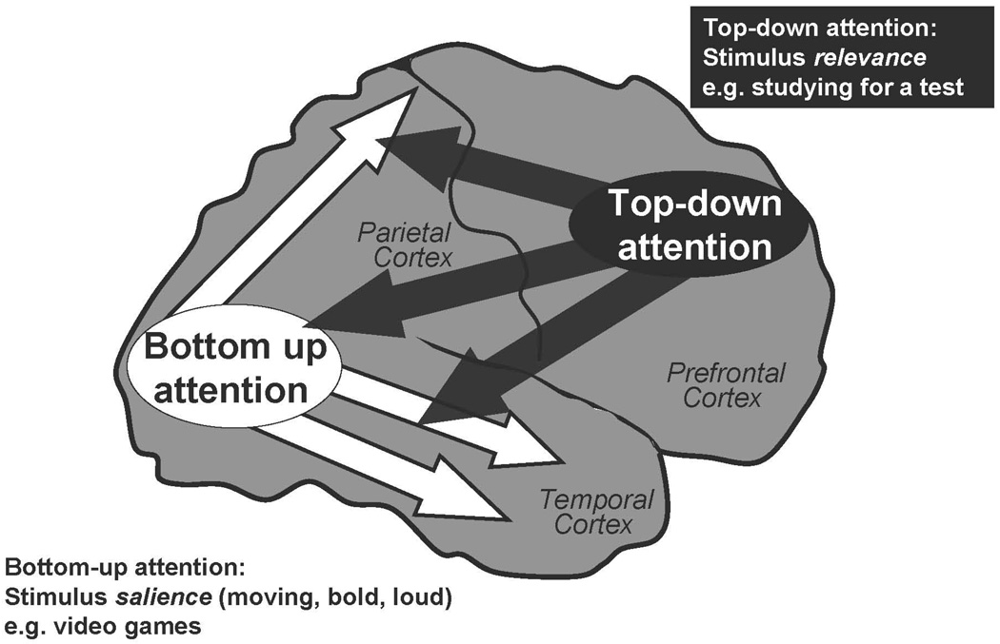 Top-down attention:
Stimulus relevance
e.g. studying for a test
Top-down
attention
Parietal
Cortex
Bottom up
attention
Prefrontal
Cortex
Temporal
Cortex
Bottom-up attention:
Stimulus salience (moving, bold, loud)
e.g. video games